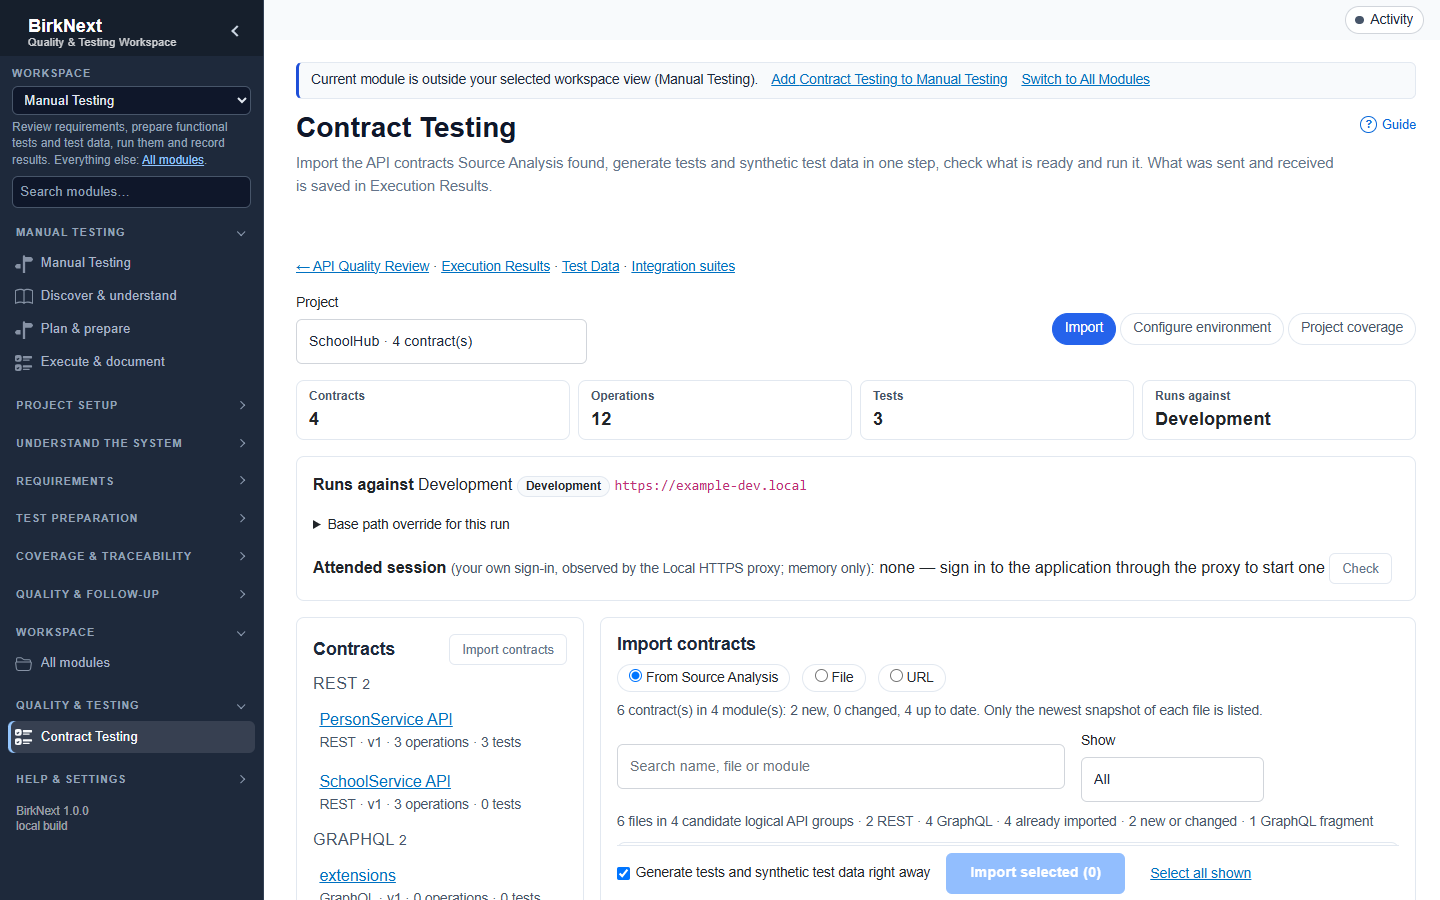 BirkNext
Quality & Testing Workspace
WORKSPACE
Manual Testing
Review requirements, prepare functional
tests and test data, run them and record
results. Everything else: All modules.
Search modules...
MANUAL TESTING
Manual Testing
Discover & understand
Plan & prepare
Execute & document
PROJECT SETUP
UNDERSTAND THE SYSTEM
REQUIREMENTS
TEST PREPARATION
COVERAGE & TRACEABILITY
QUALITY & FOLLOW-UP
WORKSPACE
All modules
QUALITY & TESTING
Contract Testing
HELP & SETTINGS
BirkNext 1.0.0
local build
Activity
Current module is outside your selected workspace view (Manual Testing). Add Contract Testing to Manual Testing Switch to All Modules
Contract Testing
? Guide
Import the API contracts Source Analysis found, generate tests and synthetic test data in one step, check what is ready and run it. What was sent and received
is saved in Execution Results.
← API Quality Review · Execution Results · Test Data · Integration suites
Project
SchoolHub · 4 contract(s)
Import Configure environment Project coverage
Contracts
4
Operations
12
Tests
3
Runs against
Development
Runs against Development Development https://example-dev.local
Base path override for this run
Attended session (your own sign-in, observed by the Local HTTPS proxy; memory only): none — sign in to the application through the proxy to start one Check
Contracts
Import contracts
REST 2
PersonService API
REST · v1 · 3 operations · 3 tests
SchoolService API
REST · v1 · 3 operations · 0 tests
GRAPHQL 2
extensions
GraphQL · v1 · 0 operations · 0 tests
Import contracts
From Source Analysis File URL
6 contract(s) in 4 module(s): 2 new, 0 changed, 4 up to date. Only the newest snapshot of each file is listed.
Show
Search name, file or module
All
6 files in 4 candidate logical API groups · 2 REST · 4 GraphQL · 4 already imported · 2 new or changed · 1 GraphQL fragment
Generate tests and synthetic test data right away
Import selected (0)
Select all shown